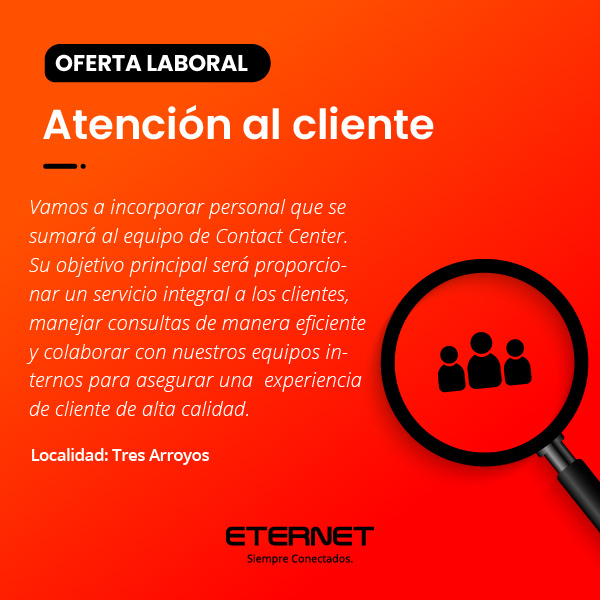 OFERTA LABORAL
Atención al cliente
Vamos a incorporar personal que se
sumará al equipo de Contact Center.
Su objetivo principal será proporcio-
nar un servicio integral a los clientes,
manejar consultas de manera eficiente
y colaborar con nuestros equipos in-
ternos para asegurar una  experiencia
de cliente de alta calidad.
Localidad: Tres Arroyos
ETERNET
Siempre Conectados.